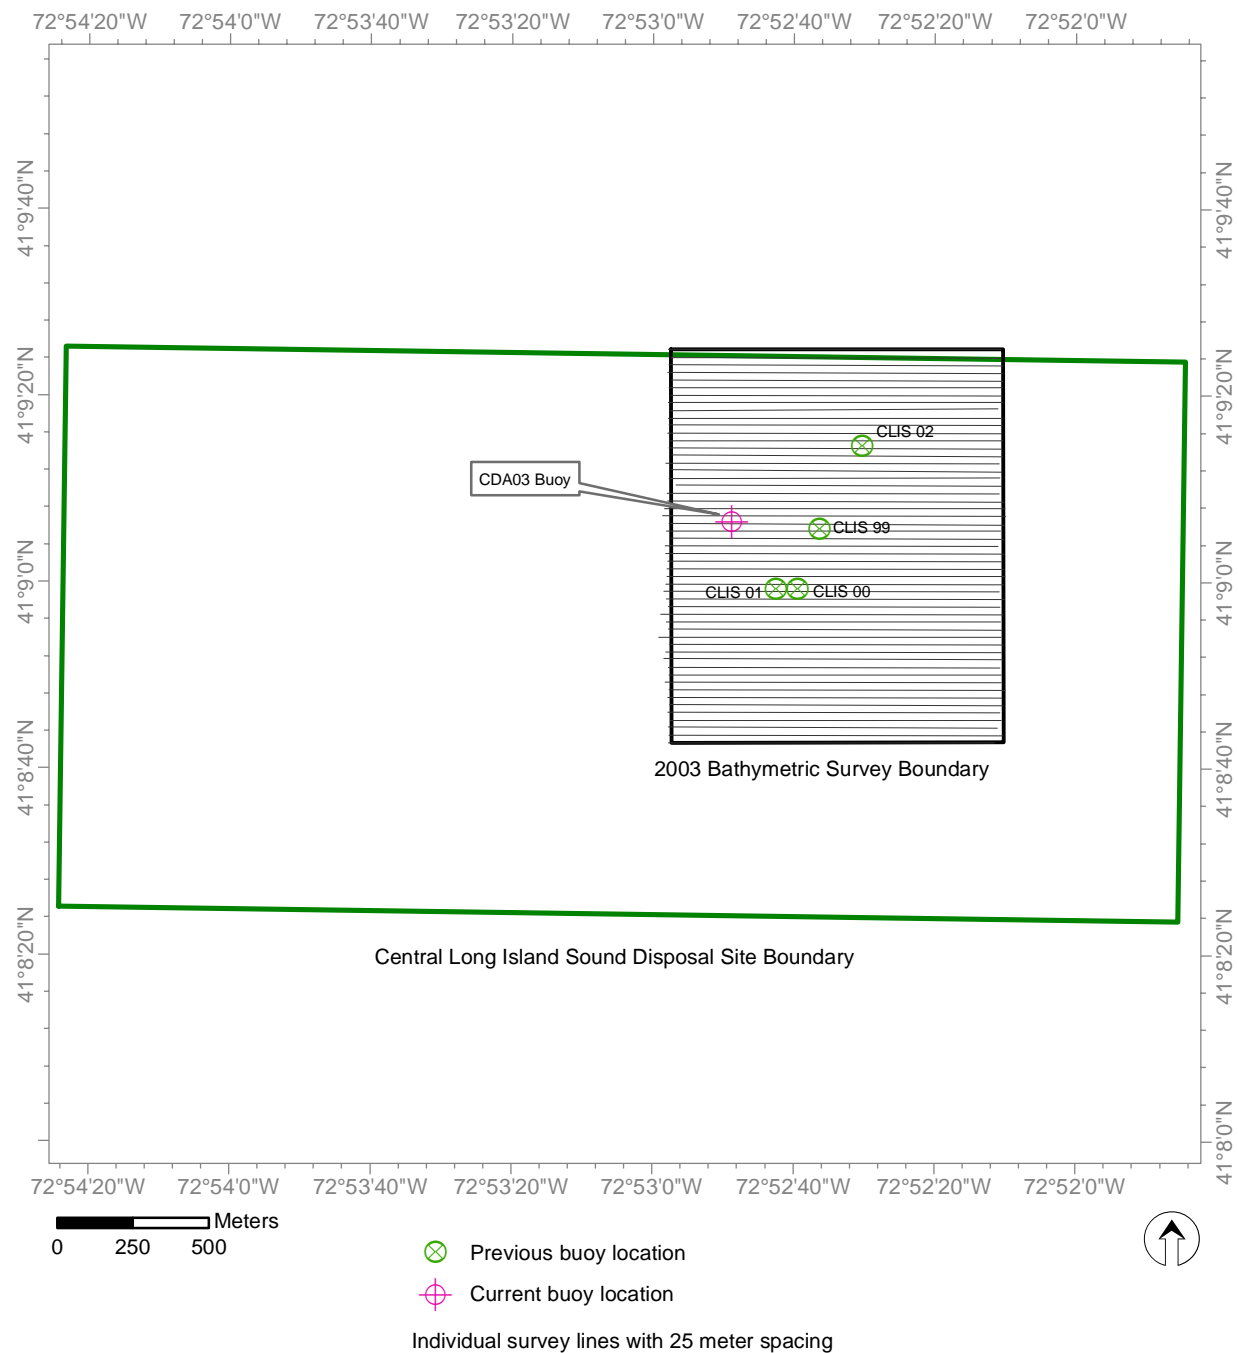 72°54'20"W 72°54'0"W 72°53'40"W 72°53'20"W 72°53'0"W 72°52'40"W 72°52'20"W 72°52'0"W
41°9'40"N
41°9'40"N
41°9'20"N
41°9'20"N
CLIS 02
CDA03 Buoy
CLIS 99
41°9'0"N
41°9'0"N
CLIS 01
CLIS 00
41°8'40"N
41°8'40"N
2003 Bathymetric Survey Boundary
41°8'20"N
41°8'20"N
Central Long Island Sound Disposal Site Boundary
41°8'0"N
72°54'20"W 72°54'0"W 72°53'40"W 72°53'20"W 72°53'0"W 72°52'40"W 72°52'20"W 72°52'0"W
Meters
0 250 500
Previous buoy location
Current buoy location
Individual survey lines with 25 meter spacing